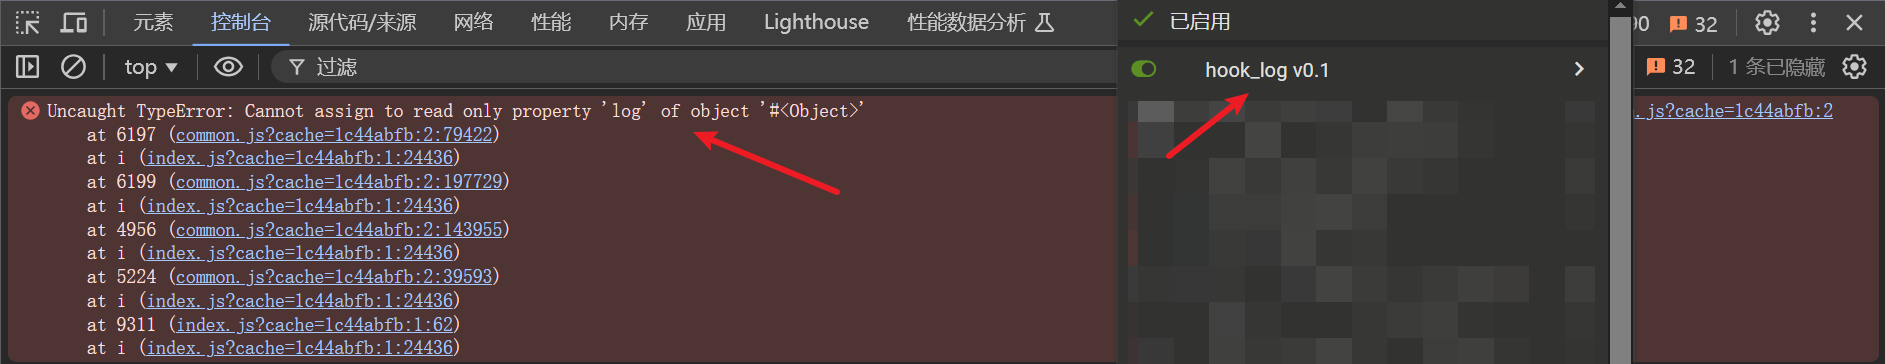 元素 控制台 源代码/来源 网络 性能 内存 应用 Lighthouse 性能数据分析 已启用 90 32
top 过滤 hook_log v0.1 32 1 条已隐藏
Uncaught TypeError: Cannot assign to read only property 'log' of object '#<Object>' .js?cache=1c44abfb:2
at 6197 (common.js?cache=1c44abfb:2:79422)
at i (index.js?cache=1c44abfb:1:24436)
at 6199 (common.js?cache=1c44abfb:2:197729)
at i (index.js?cache=1c44abfb:1:24436)
at 4956 (common.js?cache=1c44abfb:2:143955)
at i (index.js?cache=1c44abfb:1:24436)
at 5224 (common.js?cache=1c44abfb:2:39593)
at i (index.js?cache=1c44abfb:1:24436)
at 9311 (index.js?cache=1c44abfb:1:62)
at i (index.js?cache=1c44abfb:1:24436)